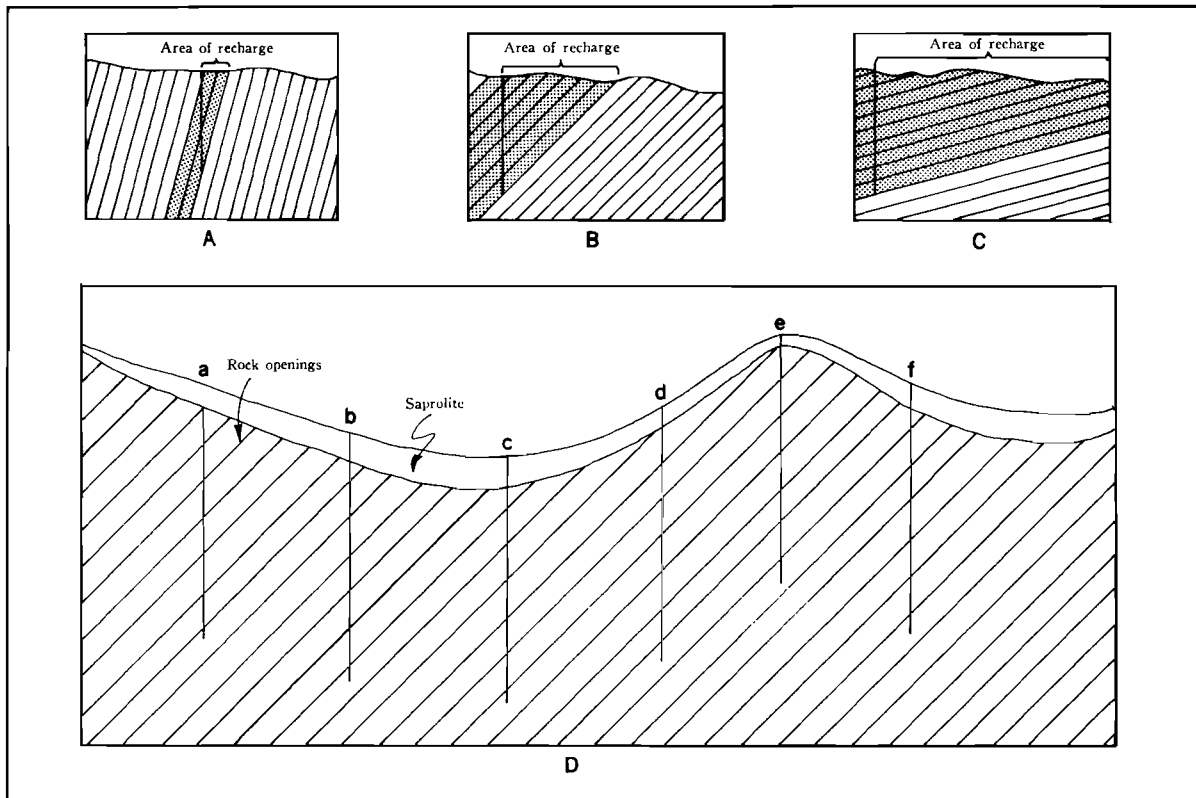 Area of recharge
Area of recharge
Area of recharge
A
B
C
a
Rock openings
b
Saprolite
c
d
e
f
D